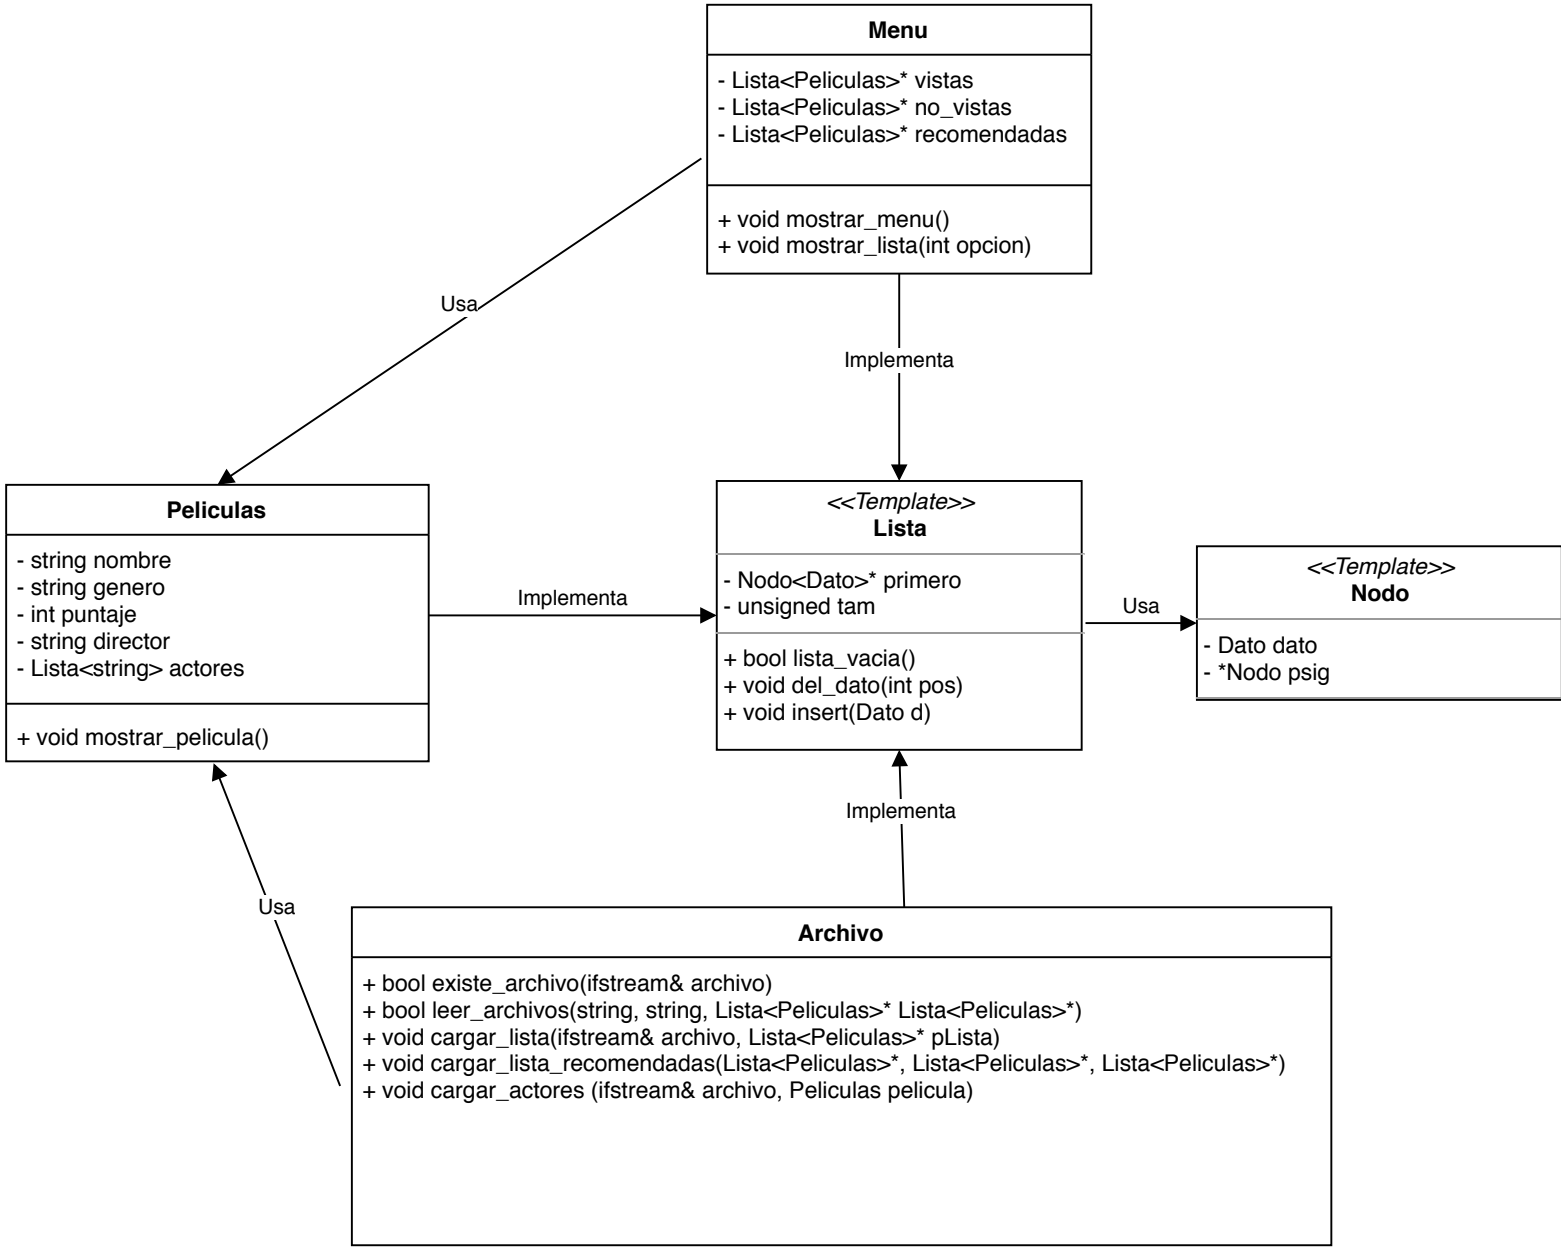 Menu
- Lista<Peliculas>* vistas
- Lista<Peliculas>* no_vistas
- Lista<Peliculas>* recomendadas
+ void mostrar_menu()
+ void mostrar_lista(int opcion)
Usa
Implementa
Peliculas
- string nombre
- string genero
- int puntaje
- string director
- Lista<string> actores
+ void mostrar_pelicula()
Implementa
<<Template>>
Lista
- Nodo<Dato>* primero
- unsigned tam
+ bool lista_vacia()
+ void del_dato(int pos)
+ void insert(Dato d)
Usa
<<Template>>
Nodo
- Dato dato
- *Nodo psig
Implementa
Usa
Archivo
+ bool existe_archivo(ifstream& archivo)
+ bool leer_archivos(string, string, Lista<Peliculas>* Lista<Peliculas>*)
+ void cargar_lista(ifstream& archivo, Lista<Peliculas>* pLista)
+ void cargar_lista_recomendadas(Lista<Peliculas>*, Lista<Peliculas>*, Lista<Peliculas>*)
+ void cargar_actores (ifstream& archivo, Peliculas pelicula)